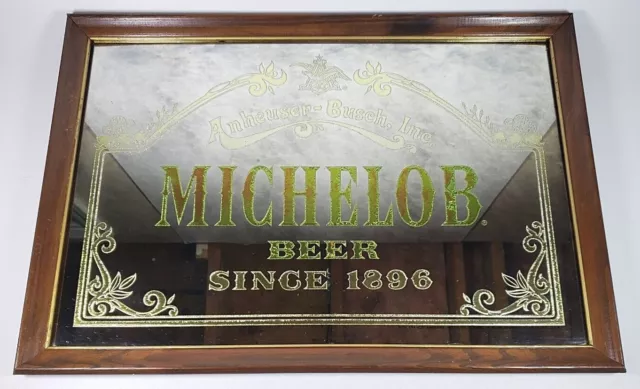 Anheuser-Busch, Inc.
MICHELOB®
BEER
SINCE 1896